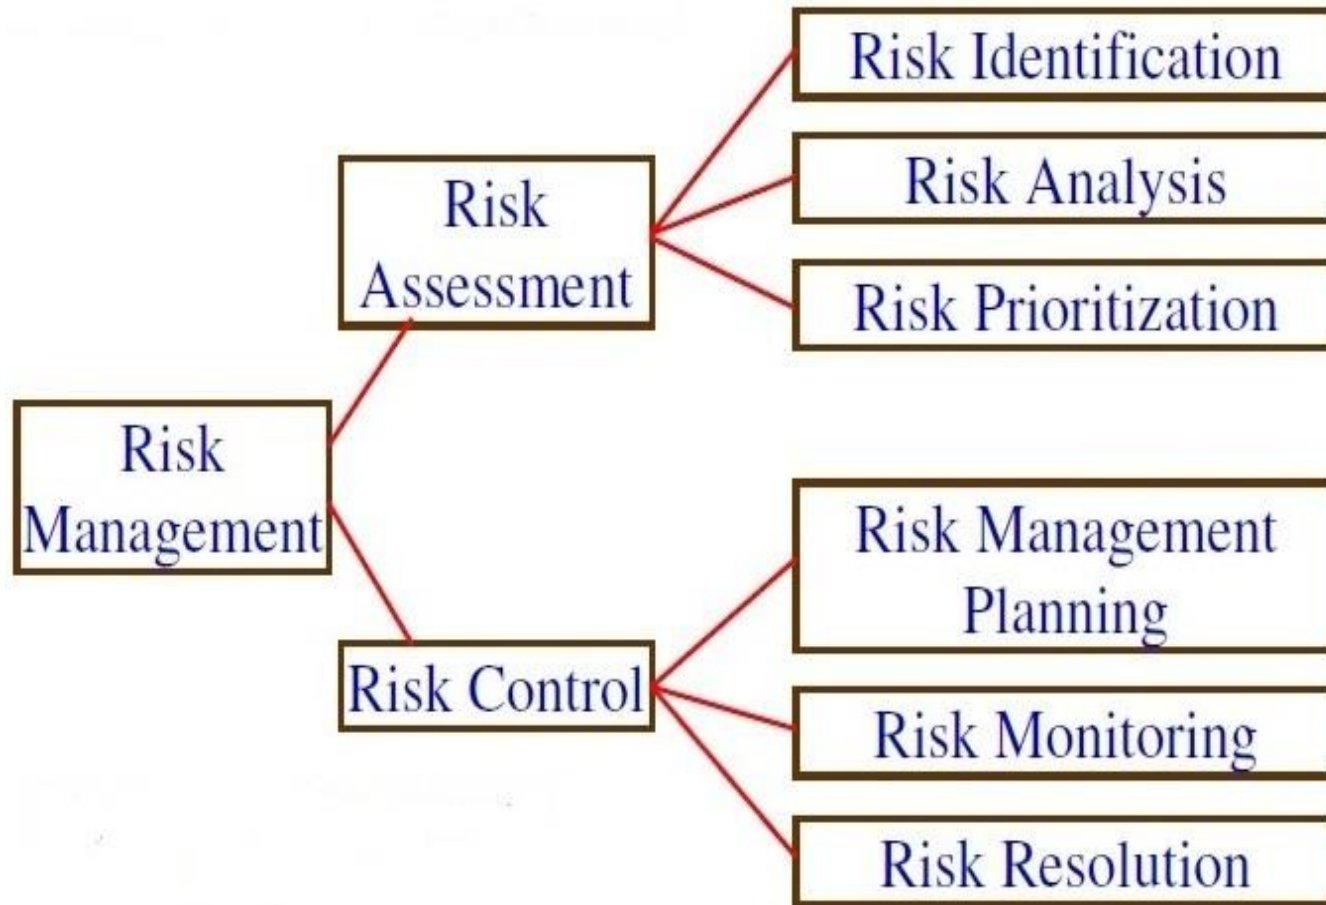 Risk Identification
Risk Analysis
Risk Prioritization
Risk
Assessment
Risk
Management
Risk Control
Risk Management
Planning
Risk Monitoring
Risk Resolution